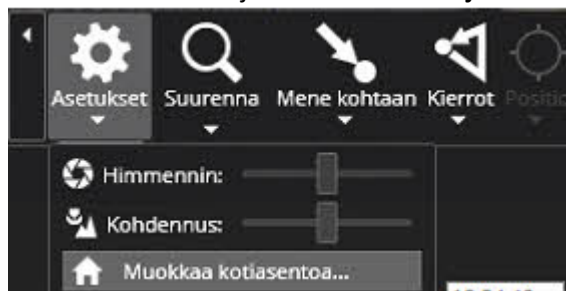 Asetukset Suurenna Mene kohtaan Kierrot
Himmennin:
Kohdennus:
Muokkaa kotiasentoa...